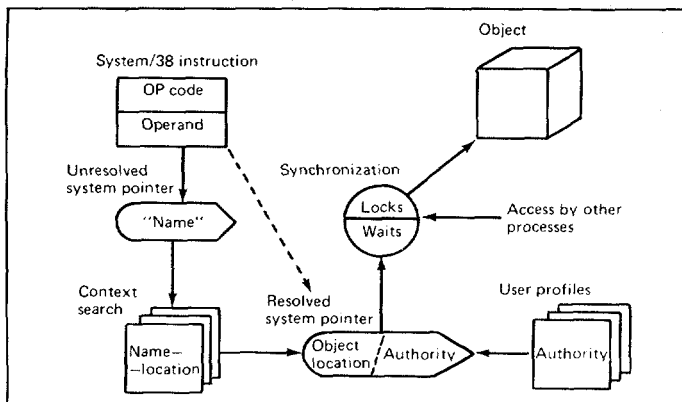 Object
System/38 instruction
OP code
Operand
Unresolved
system pointer
Synchronization
"Name"
Locks
Waits
Access by other
processes
Context
search
Resolved
system pointer
User profiles
Name–
–location
Object
location
Authority
Authority